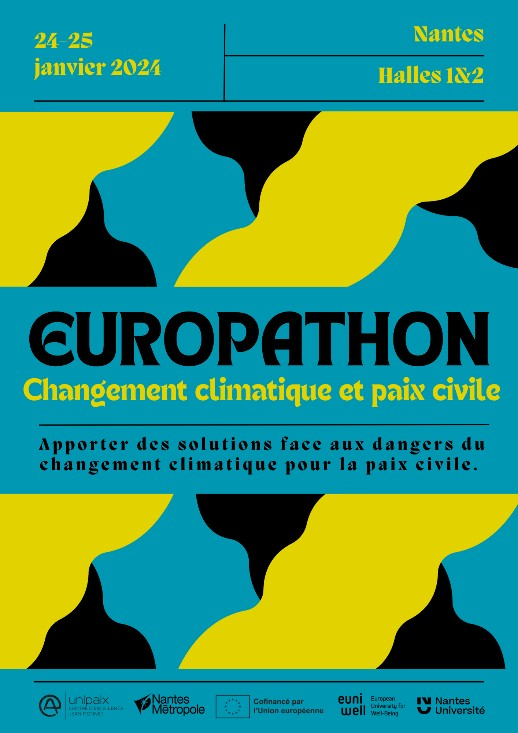 24-25
janvier 2024
Nantes
Halles 1&2
EUROPATHON
Changement climatique et paix civile
Apporter des solutions face aux dangers du
changement climatique pour la paix civile.
unipaix
Nantes
Métropole
Cofinancé par
l'Union européenne
euni
well
European
University for
Well-Being
Nantes
Université